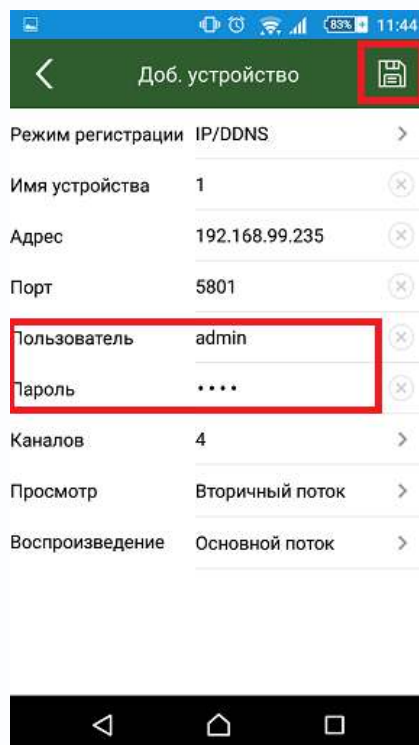 83% 11:44
Доб. устройство
Режим регистрации IP/DDNS
Имя устройства 1
Адрес 192.168.99.235
Порт 5801
Пользователь admin
Пароль ••••
Каналов 4
Просмотр Вторичный поток
Воспроизведение Основной поток